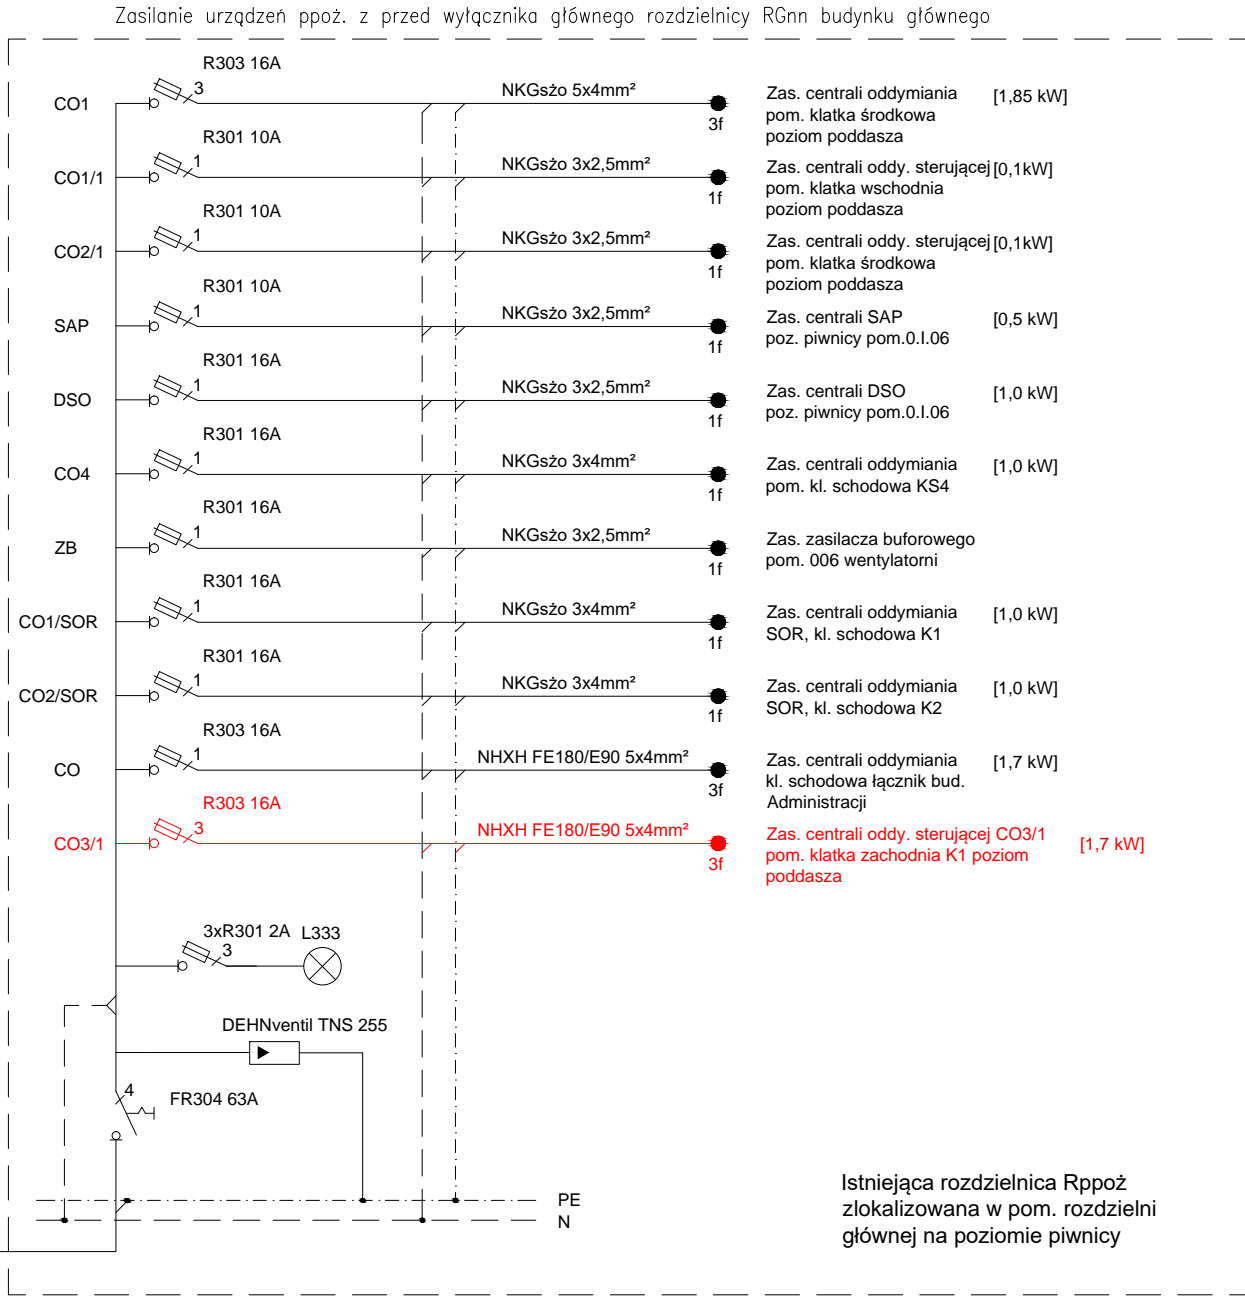 Zasilanie urządzeń ppoż. z przed wyłącznika głównego rozdzielnicy RGnn budynku głównego
R303 16A
CO1
3
NKGsżo 5x4mm²
3f
Zas. centrali oddymiania [1,85 kW]
pom. klatka środkowa
poziom poddasza
R301 10A
CO1/1
1
NKGsżo 3x2,5mm²
1f
Zas. centrali oddy. sterującej [0,1kW]
pom. klatka wschodnia
poziom poddasza
R301 10A
CO2/1
1
NKGsżo 3x2,5mm²
1f
Zas. centrali oddy. sterującej [0,1kW]
pom. klatka środkowa
poziom poddasza
R301 10A
SAP
1
NKGsżo 3x2,5mm²
1f
Zas. centrali SAP [0,5 kW]
poz. piwnicy pom.0.I.06
R301 16A
DSO
1
NKGsżo 3x2,5mm²
1f
Zas. centrali DSO [1,0 kW]
poz. piwnicy pom.0.I.06
R301 16A
CO4
1
NKGsżo 3x4mm²
1f
Zas. centrali oddymiania [1,0 kW]
pom. kl. schodowa KS4
R301 16A
ZB
1
NKGsżo 3x2,5mm²
1f
Zas. zasilacza buforowego
pom. 006 wentylatorni
R301 16A
CO1/SOR
1
NKGsżo 3x4mm²
1f
Zas. centrali oddymiania [1,0 kW]
SOR, kl. schodowa K1
R301 16A
CO2/SOR
1
NKGsżo 3x4mm²
1f
Zas. centrali oddymiania [1,0 kW]
SOR, kl. schodowa K2
R303 16A
CO
1
NHXH FE180/E90 5x4mm²
3f
Zas. centrali oddymiania [1,7 kW]
kl. schodowa łącznik bud.
Administracji
R303 16A
CO3/1
3
NHXH FE180/E90 5x4mm²
3f
Zas. centrali oddy. sterującej CO3/1 [1,7 kW]
pom. klatka zachodnia K1 poziom
poddasza
3xR301 2A L333
3
DEHNventil TNS 255
4
FR304 63A
PE
N
Istniejąca rozdzielnica Rppoż
zlokalizowana w pom. rozdzielni
głównej na poziomie piwnicy